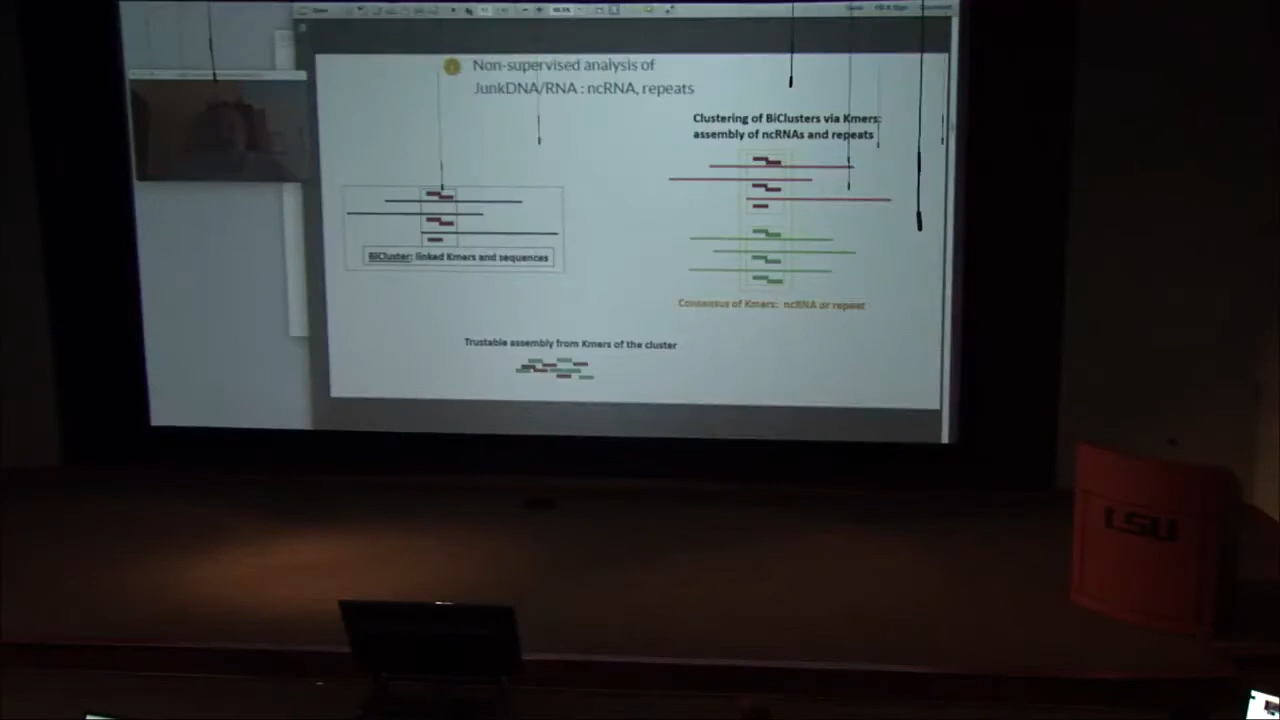 Open
Non-supervised analysis of
JunkDNA/RNA : ncRNA, repeats
Clustering of BiClusters via Kmers:
assembly of ncRNAs and repeats
BiCluster: linked Kmers and sequences
Consensus of Kmers: ncRNA or repeat
Trustable assembly from Kmers of the cluster
LSU